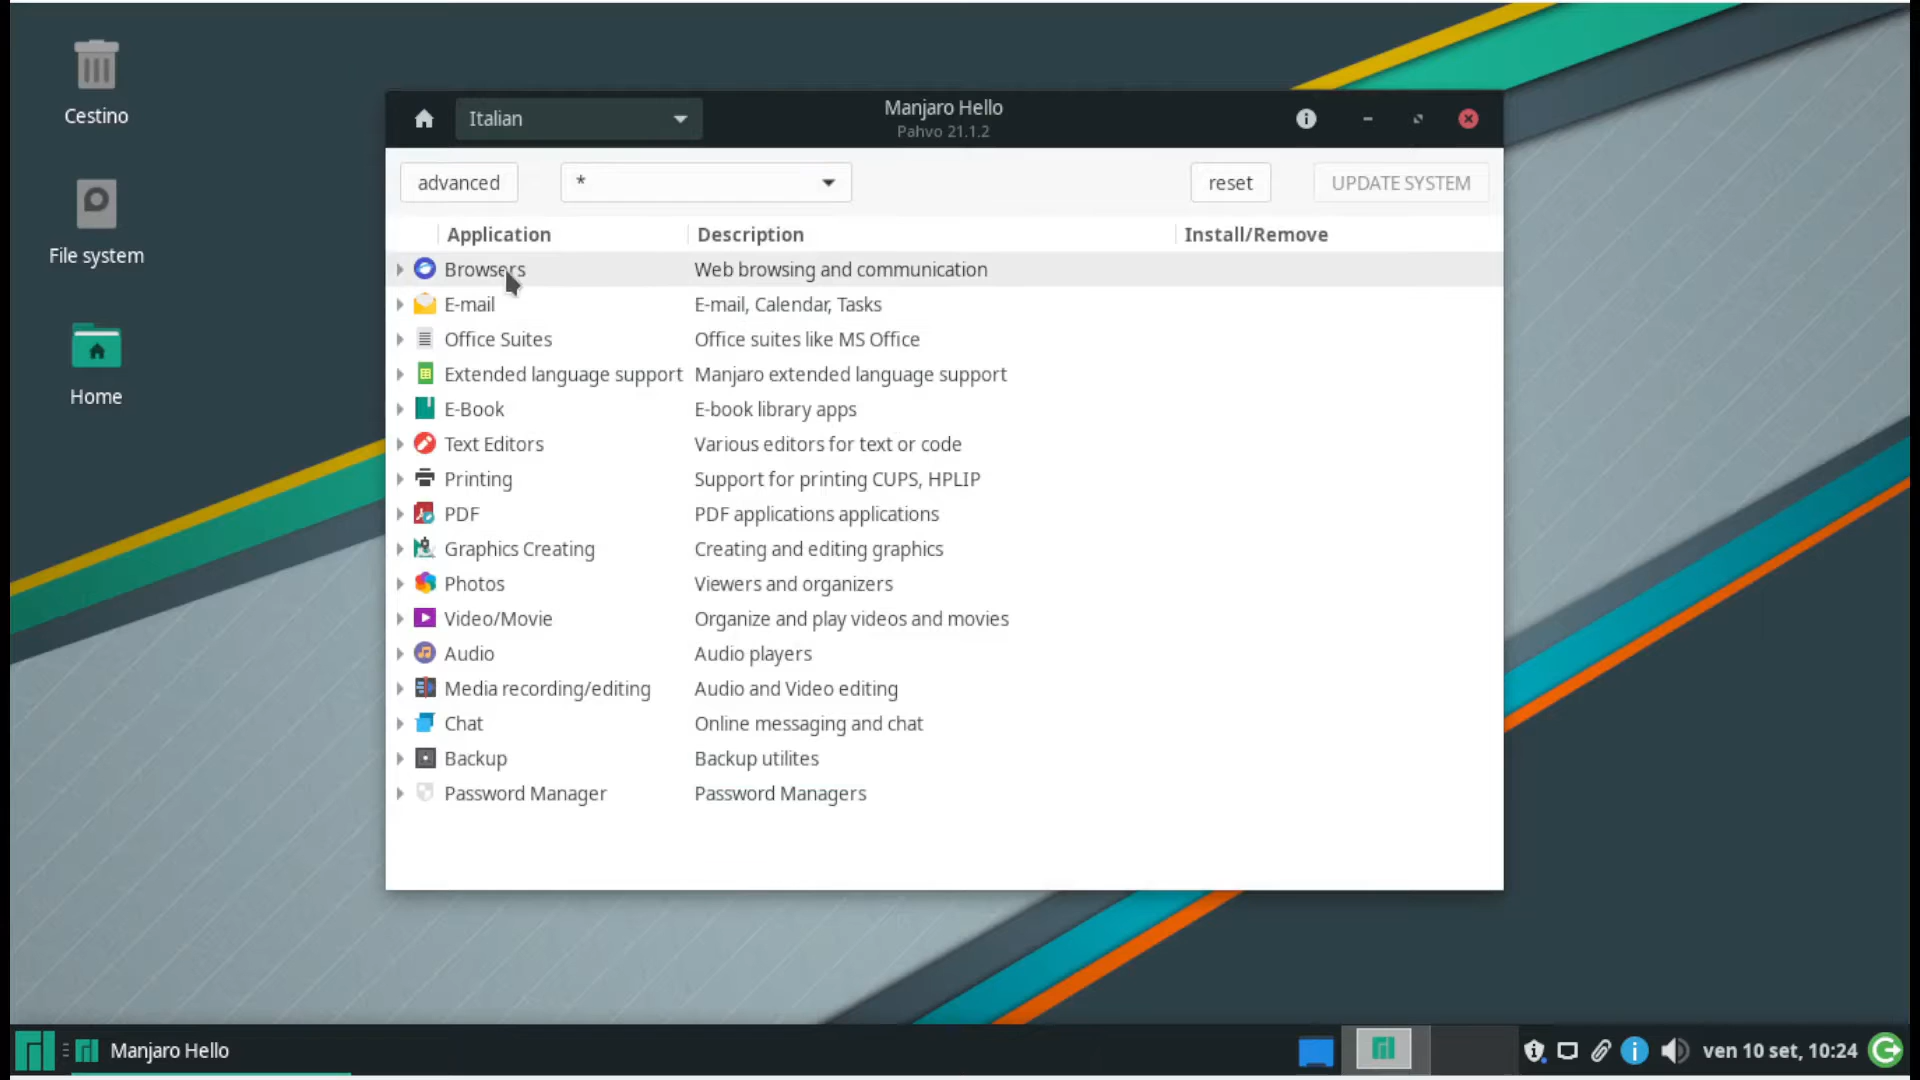 Cestino
File system
Home
Italian
Manjaro Hello
Pahvo 21.1.2
advanced
*
reset
UPDATE SYSTEM
Application Description Install/Remove
Browsers Web browsing and communication
E-mail E-mail, Calendar, Tasks
Office Suites Office suites like MS Office
Extended language support Manjaro extended language support
E-Book E-book library apps
Text Editors Various editors for text or code
Printing Support for printing CUPS, HPLIP
PDF PDF applications applications
Graphics Creating Creating and editing graphics
Photos Viewers and organizers
Video/Movie Organize and play videos and movies
Audio Audio players
Media recording/editing Audio and Video editing
Chat Online messaging and chat
Backup Backup utilites
Password Manager Password Managers
Manjaro Hello
ven 10 set, 10:24